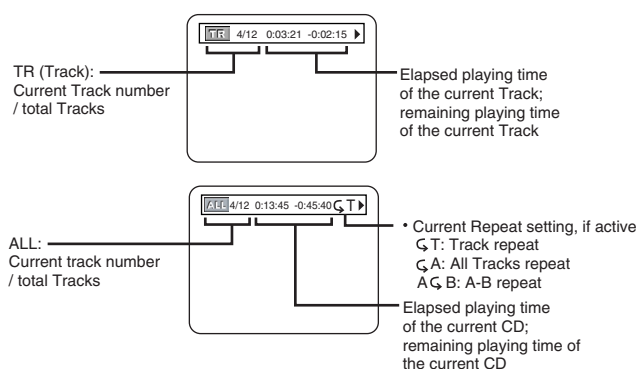 TR 4/12 0:03:21 -0:02:15
TR (Track):
Current Track number
/ total Tracks
Elapsed playing time
of the current Track;
remaining playing time
of the current Track
ALL 4/12 0:13:45 -0:45:40 T
ALL:
Current track number
/ total Tracks
• Current Repeat setting, if active
T: Track repeat
A: All Tracks repeat
A B: A-B repeat
Elapsed playing time
of the current CD;
remaining playing time of
the current CD